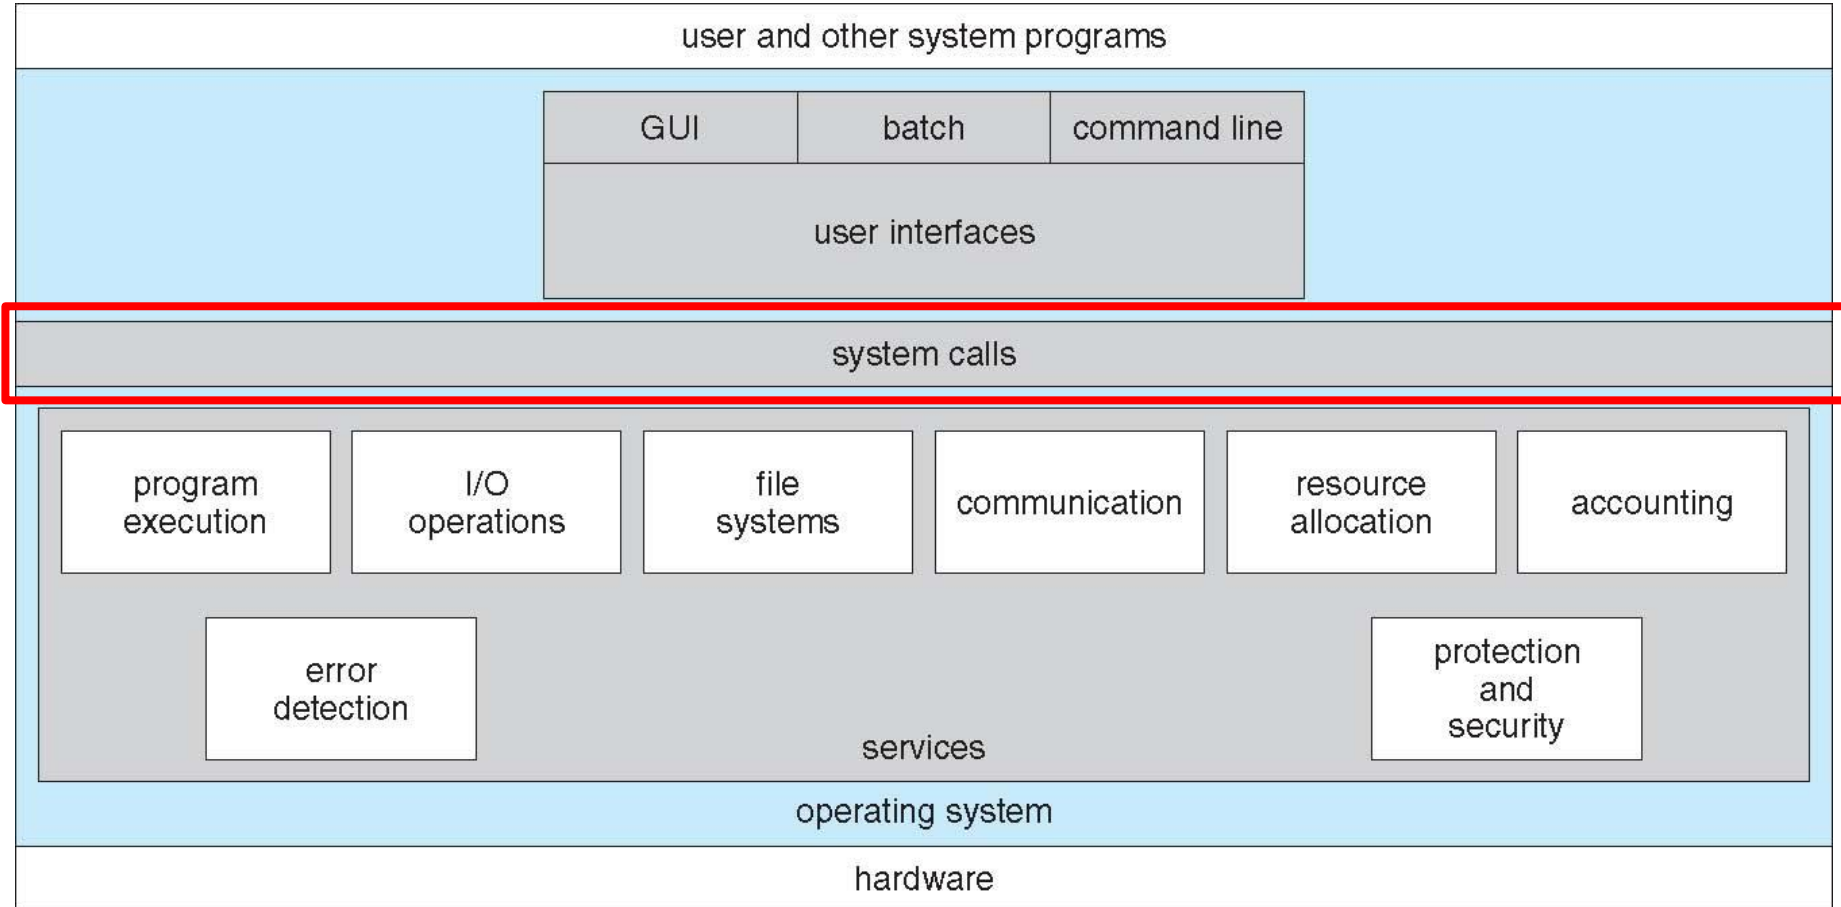 user and other system programs
GUI
batch
command line
user interfaces
system calls
program
execution
I/O
operations
file
systems
communication
resource
allocation
accounting
error
detection
protection
and
security
services
operating system
hardware